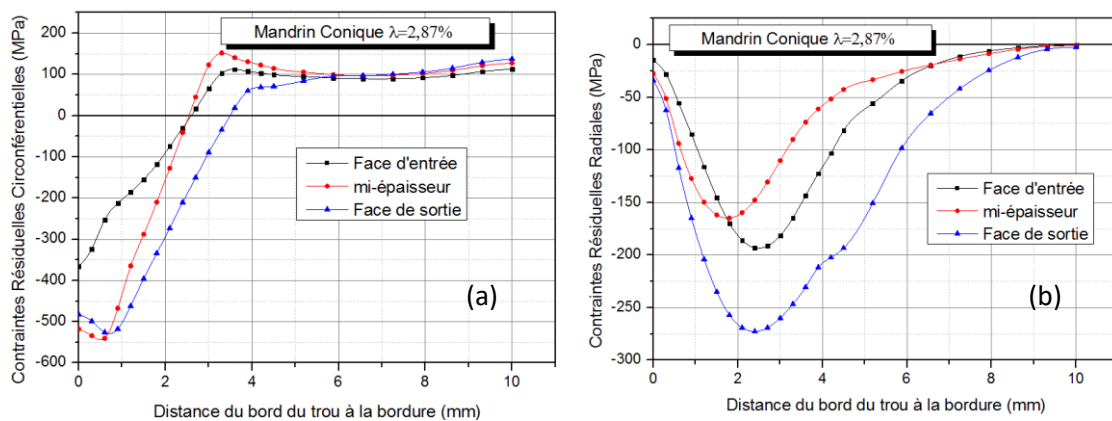 Mandrin Conique λ=2,87%
Contraintes Résiduelles Circonférentielles (MPa)
200
150
100
0
-100
-200
-300
-400
-500
-600
Face d'entrée
mi-épaisseur
Face de sortie
(a)
0 2 4 6 8 10
Distance du bord du trou à la bordure (mm)
Mandrin Conique λ=2,87%
Contraintes Résiduelles Radiales (MPa)
0
-50
-100
-150
-200
-250
-300
Face d'entrée
mi-épaisseur
Face de sortie
(b)
0 2 4 6 8 10
Distance du bord du trou à la bordure (mm)